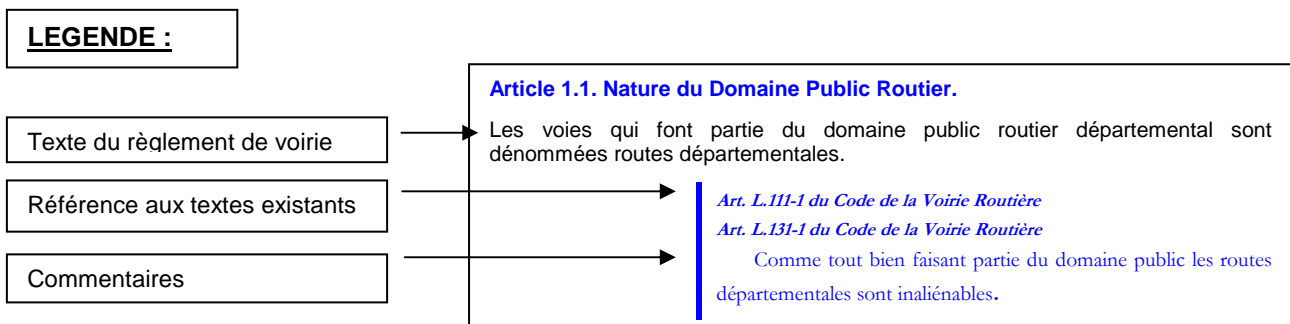 LEGENDE :
Article 1.1. Nature du Domaine Public Routier.
Texte du règlement de voirie
Les voies qui font partie du domaine public routier départemental sont
dénommées routes départementales.
Référence aux textes existants
Art. L.111-1 du Code de la Voirie Routière
Art. L.131-1 du Code de la Voirie Routière
Commentaires
Comme tout bien faisant partie du domaine public les routes
départementales sont inaliénables.